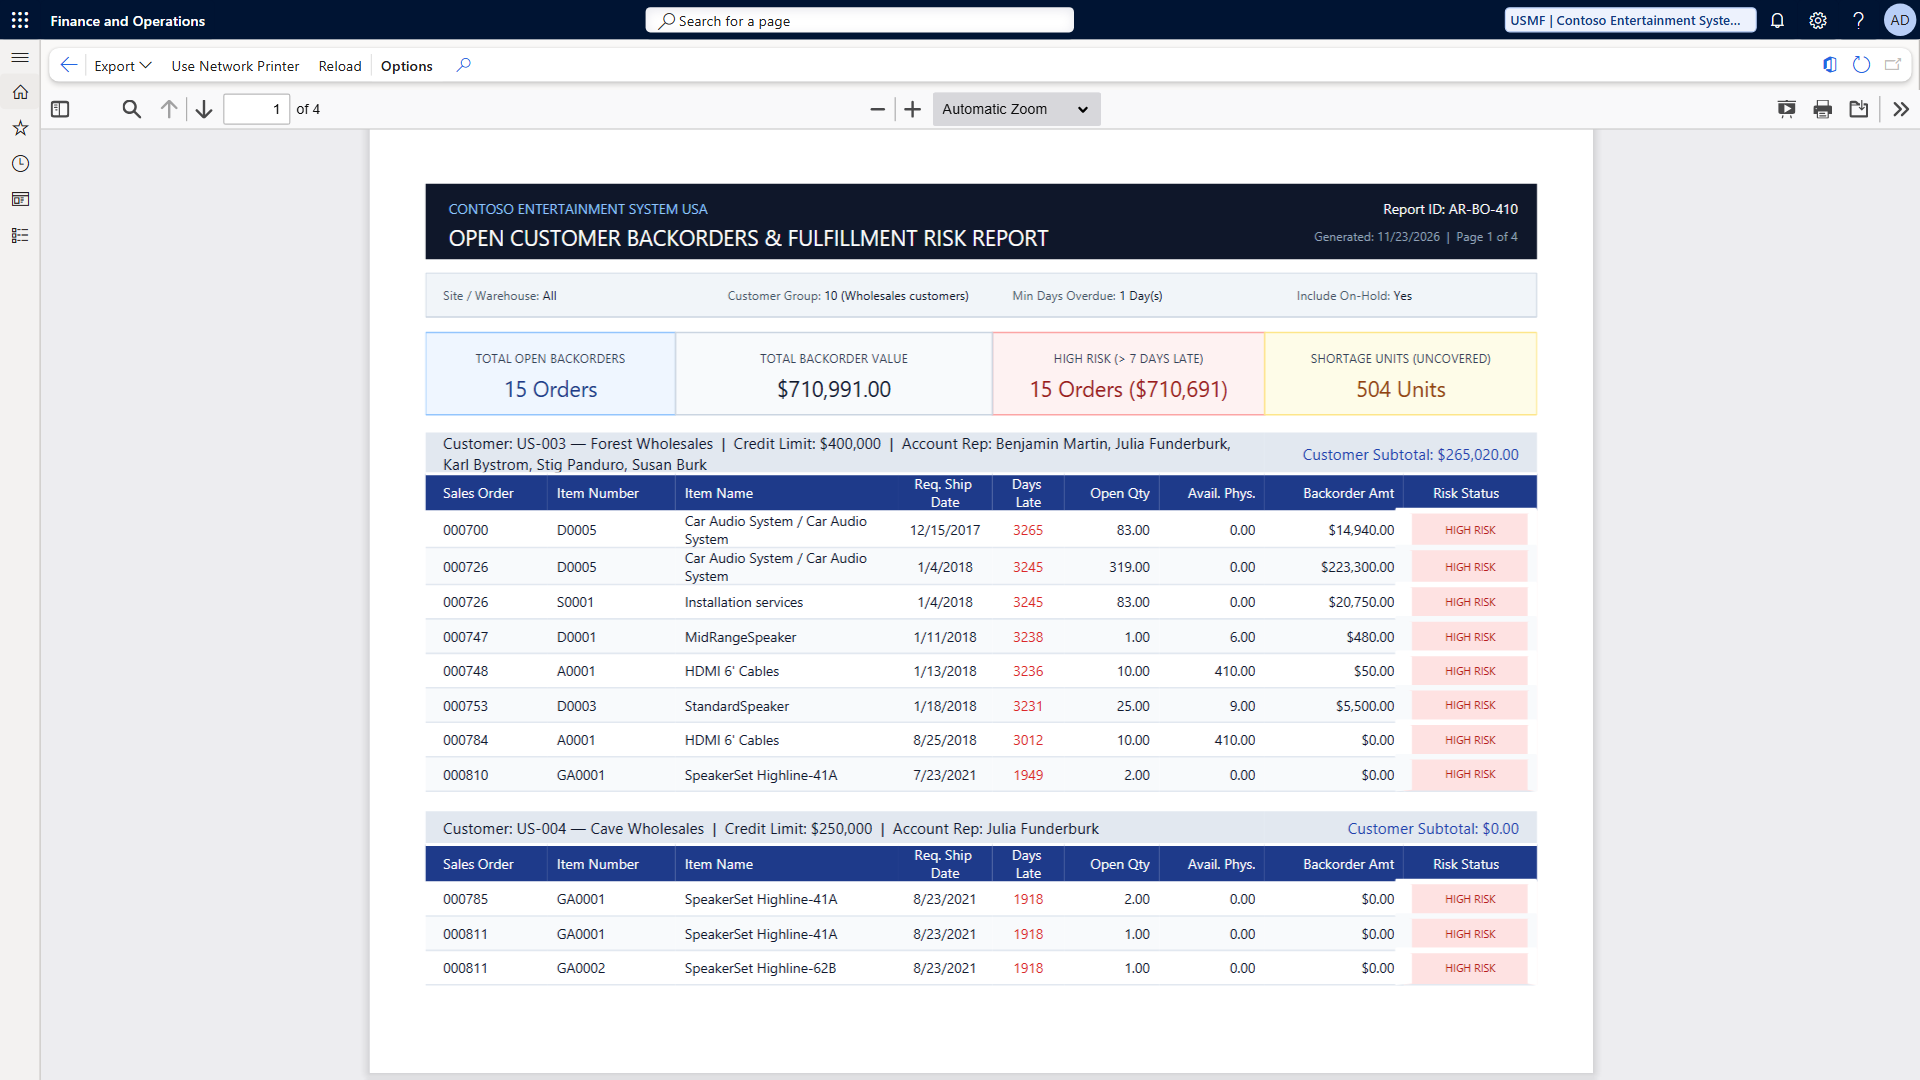 Finance and Operations
Search for a page
USMF | Contoso Entertainment Syste...
AD
Export
Use Network Printer
Reload
Options
1 of 4
Automatic Zoom
CONTOSO ENTERTAINMENT SYSTEM USA
Report ID: AR-BO-410
OPEN CUSTOMER BACKORDERS & FULFILLMENT RISK REPORT
Generated: 11/23/2026 | Page 1 of 4
Site / Warehouse: All
Customer Group: 10 (Wholesales customers)
Min Days Overdue: 1 Day(s)
Include On-Hold: Yes
TOTAL OPEN BACKORDERS
15 Orders
TOTAL BACKORDER VALUE
$710,991.00
HIGH RISK (> 7 DAYS LATE)
15 Orders ($710,691)
SHORTAGE UNITS (UNCOVERED)
504 Units
Customer: US-003 — Forest Wholesales | Credit Limit: $400,000 | Account Rep: Benjamin Martin, Julia Funderburk,
Karl Bystrom, Stig Panduro, Susan Burk
Customer Subtotal: $265,020.00
Sales Order Item Number Item Name Req. Ship Date Days Late Open Qty Avail. Phys. Backorder Amt Risk Status
000700 D0005 Car Audio System / Car Audio System 12/15/2017 3265 83.00 0.00 $14,940.00 HIGH RISK
000726 D0005 Car Audio System / Car Audio System 1/4/2018 3245 319.00 0.00 $223,300.00 HIGH RISK
000726 S0001 Installation services 1/4/2018 3245 83.00 0.00 $20,750.00 HIGH RISK
000747 D0001 MidRangeSpeaker 1/11/2018 3238 1.00 6.00 $480.00 HIGH RISK
000748 A0001 HDMI 6' Cables 1/13/2018 3236 10.00 410.00 $50.00 HIGH RISK
000753 D0003 StandardSpeaker 1/18/2018 3231 25.00 9.00 $5,500.00 HIGH RISK
000784 A0001 HDMI 6' Cables 8/25/2018 3012 10.00 410.00 $0.00 HIGH RISK
000810 GA0001 SpeakerSet Highline-41A 7/23/2021 1949 2.00 0.00 $0.00 HIGH RISK
Customer: US-004 — Cave Wholesales | Credit Limit: $250,000 | Account Rep: Julia Funderburk
Customer Subtotal: $0.00
Sales Order Item Number Item Name Req. Ship Date Days Late Open Qty Avail. Phys. Backorder Amt Risk Status
000785 GA0001 SpeakerSet Highline-41A 8/23/2021 1918 2.00 0.00 $0.00 HIGH RISK
000811 GA0001 SpeakerSet Highline-41A 8/23/2021 1918 1.00 0.00 $0.00 HIGH RISK
000811 GA0002 SpeakerSet Highline-62B 8/23/2021 1918 1.00 0.00 $0.00 HIGH RISK